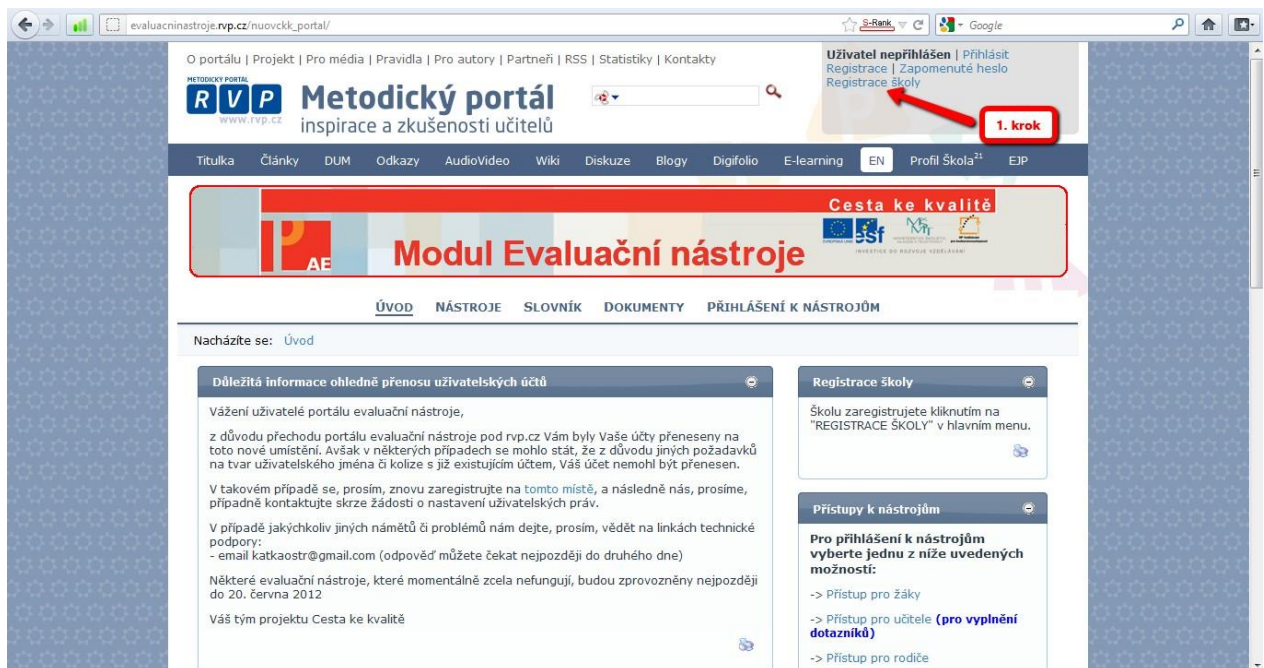 evaluacninastroje.rvp.cz/nuovckk_portal/
S-Rank
Google
O portálu | Projekt | Pro média | Pravidla | Pro autory | Partneři | RSS | Statistiky | Kontakty
Uživatel nepřihlášen | Přihlásit
Registrace | Zapomenuté heslo
Registrace školy
1. krok
METODICKÝ PORTÁL
RVP
www.rvp.cz
Metodický portál
inspirace a zkušenosti učitelů
Titulka Články DUM Odkazy AudioVideo Wiki Diskuze Blogy Digifolio E-learning EN Profil Škola21 EJP
Cesta ke kvalitě
AE
Modul Evaluační nástroje
esf
INVESTICE DO ROZVOJE VZDĚLÁVÁNÍ
ÚVOD NÁSTROJE SLOVNÍK DOKUMENTY PŘIHLÁŠENÍ K NÁSTROJŮM
Nacházíte se: Úvod
Důležitá informace ohledně přenosu uživatelských účtů
Vážení uživatelé portálu evaluační nástroje,
z důvodu přechodu portálu evaluační nástroje pod rvp.cz Vám byly Vaše účty přeneseny na
toto nové umístění. Avšak v některých případech se mohlo stát, že z důvodu jiných požadavků
na tvar uživatelského jména či kolize s již existujícím účtem, Váš účet nemohl být přenesen.
V takovém případě se, prosím, znovu zaregistrujte na tomto místě, a následně nás, prosíme,
případně kontaktujte skrze žádosti o nastavení uživatelských práv.
V případě jakýchkoliv jiných námětů či problémů nám dejte, prosím, vědět na linkách technické
podpory:
- email katkaostr@gmail.com (odpověď můžete čekat nejpozději do druhého dne)
Některé evaluační nástroje, které momentálně zcela nefungují, budou zprovozněny nejpozději
do 20. června 2012
Váš tým projektu Cesta ke kvalitě
Registrace školy
Školu zaregistrujete kliknutím na
"REGISTRACE ŠKOLY" v hlavním menu.
Přístupy k nástrojům
Pro přihlášení k nástrojům
vyberte jednu z níže uvedených
možností:
-> Přístup pro žáky
-> Přístup pro učitele (pro vyplnění
dotazníků)
-> Přístup pro rodiče